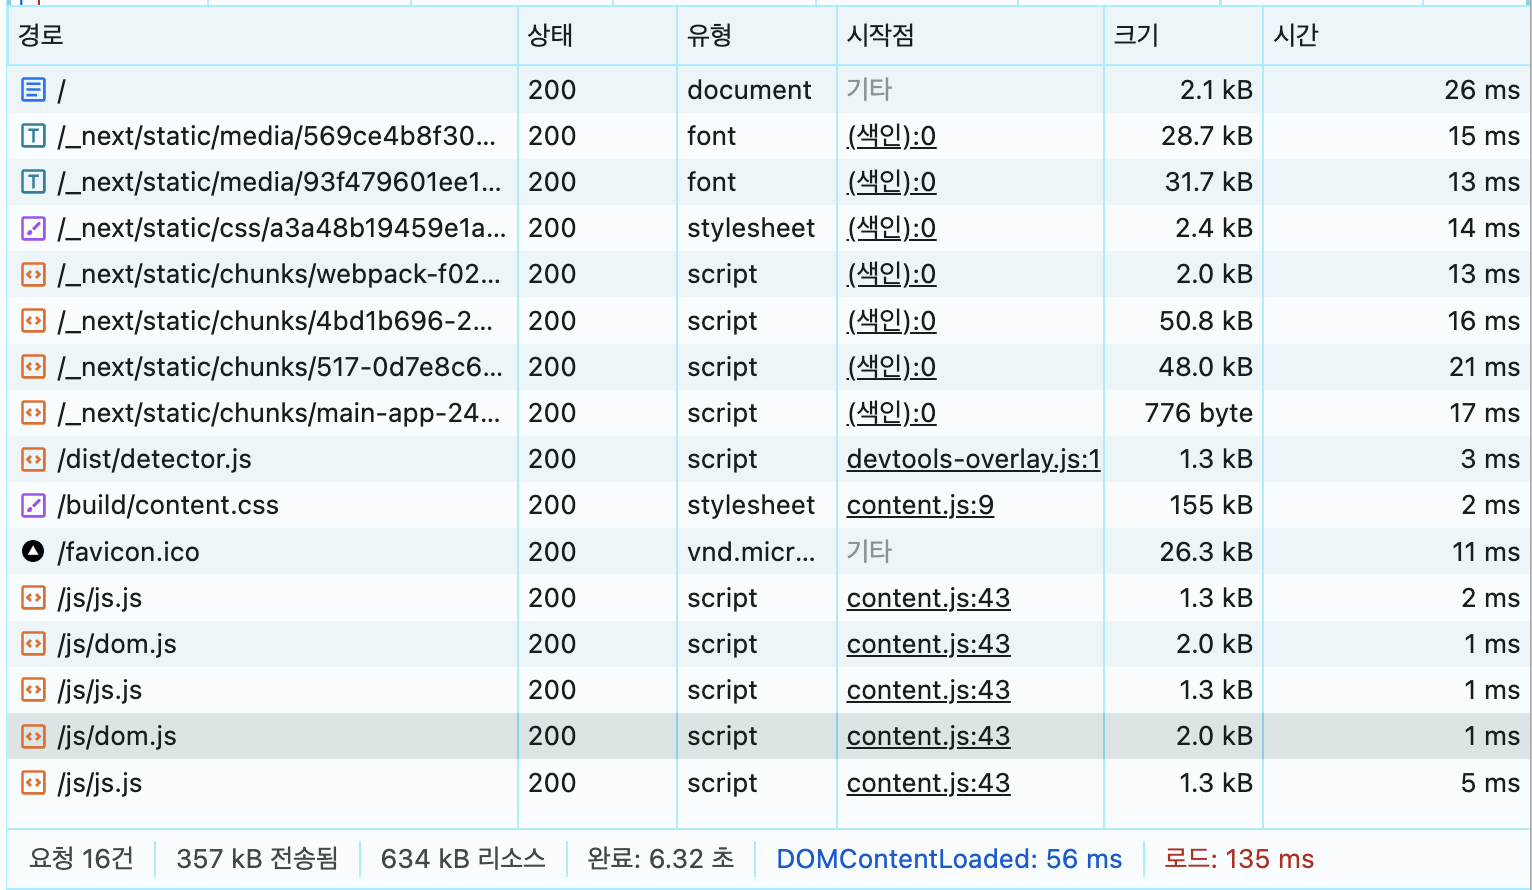 경로 상태 유형 시작점 크기 시간
/ 200 document 기타 2.1 kB 26 ms
/_next/static/media/569ce4b8f30... 200 font (색인):0 28.7 kB 15 ms
/_next/static/media/93f479601ee1... 200 font (색인):0 31.7 kB 13 ms
/_next/static/css/a3a48b19459e1a... 200 stylesheet (색인):0 2.4 kB 14 ms
/_next/static/chunks/webpack-f02... 200 script (색인):0 2.0 kB 13 ms
/_next/static/chunks/4bd1b696-2... 200 script (색인):0 50.8 kB 16 ms
/_next/static/chunks/517-0d7e8c6... 200 script (색인):0 48.0 kB 21 ms
/_next/static/chunks/main-app-24... 200 script (색인):0 776 byte 17 ms
/dist/detector.js 200 script devtools-overlay.js:1 1.3 kB 3 ms
/build/content.css 200 stylesheet content.js:9 155 kB 2 ms
/favicon.ico 200 vnd.micr... 기타 26.3 kB 11 ms
/js/js.js 200 script content.js:43 1.3 kB 2 ms
/js/dom.js 200 script content.js:43 2.0 kB 1 ms
/js/js.js 200 script content.js:43 1.3 kB 1 ms
/js/dom.js 200 script content.js:43 2.0 kB 1 ms
/js/js.js 200 script content.js:43 1.3 kB 5 ms
요청 16건 357 kB 전송됨 634 kB 리소스 완료: 6.32 초 DOMContentLoaded: 56 ms 로드: 135 ms